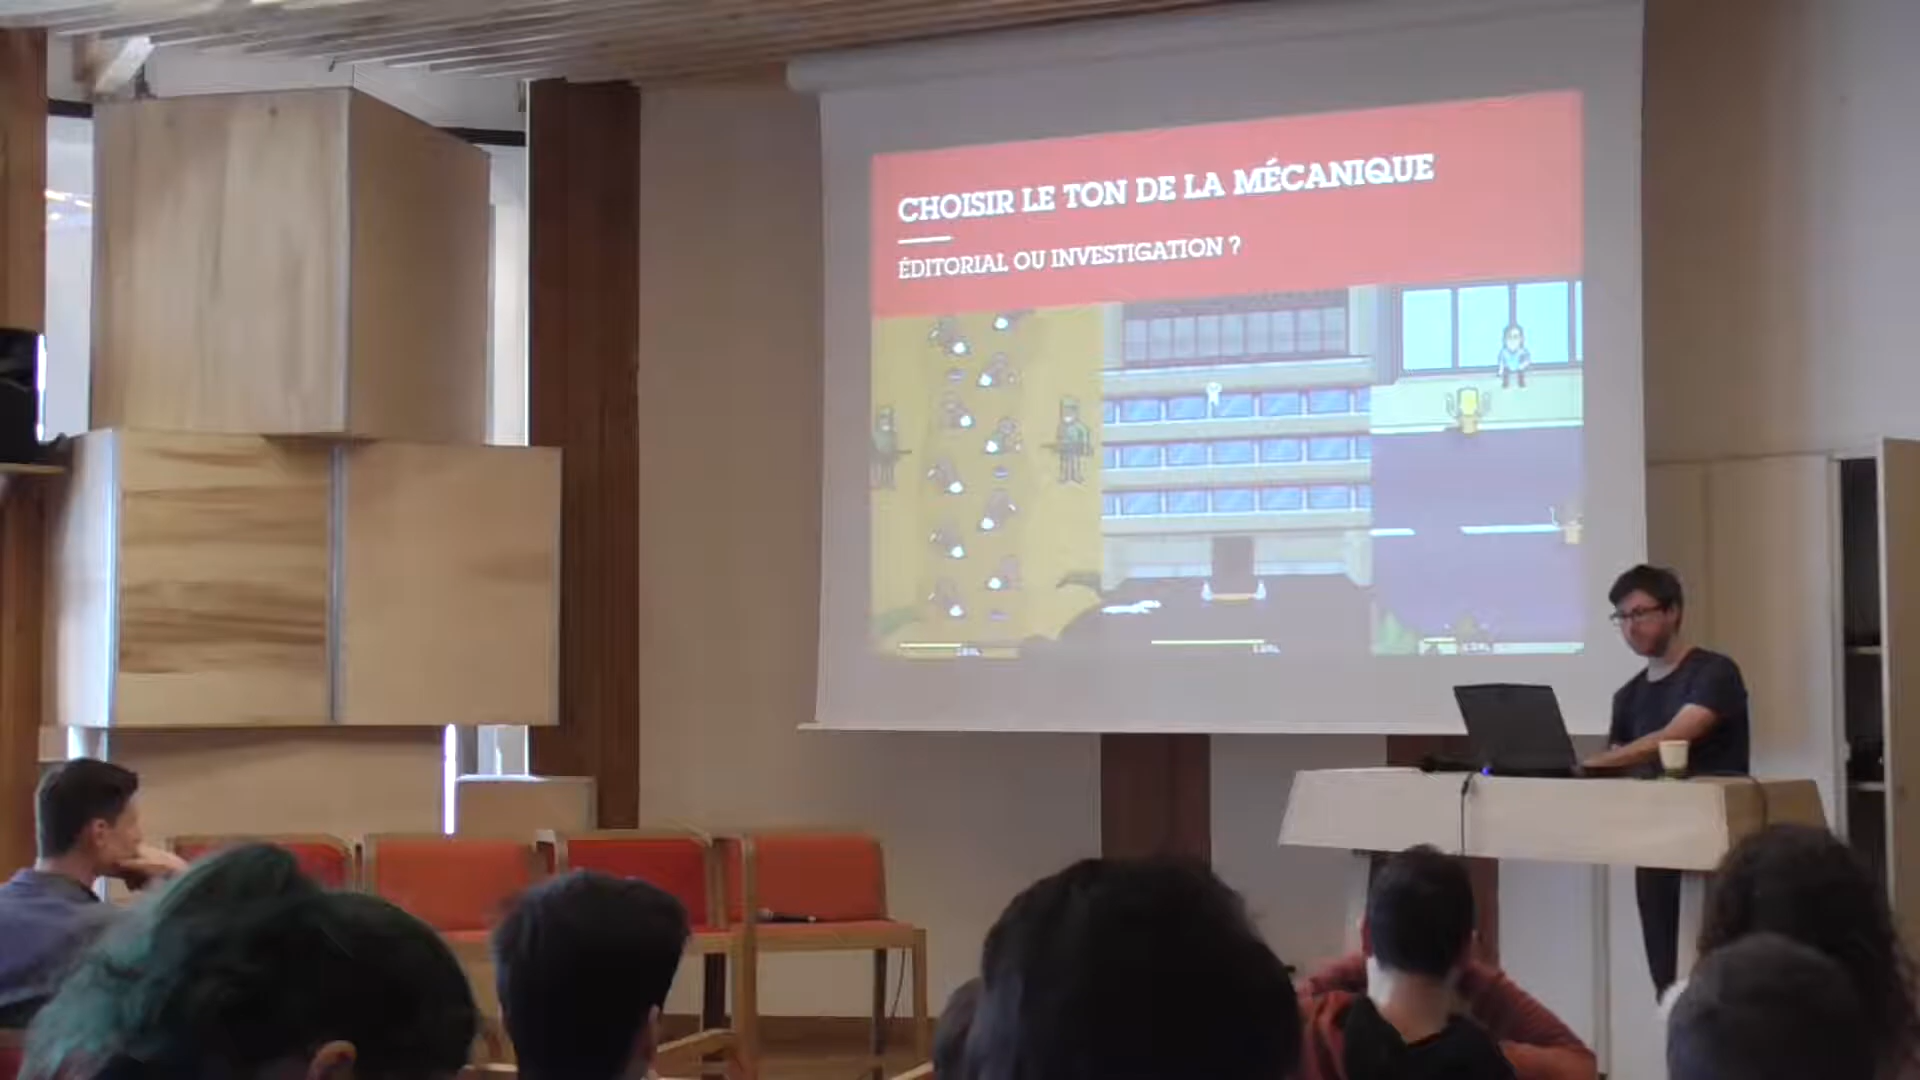 CHOISIR LE TON DE LA MÉCANIQUE
ÉDITORIAL OU INVESTIGATION ?